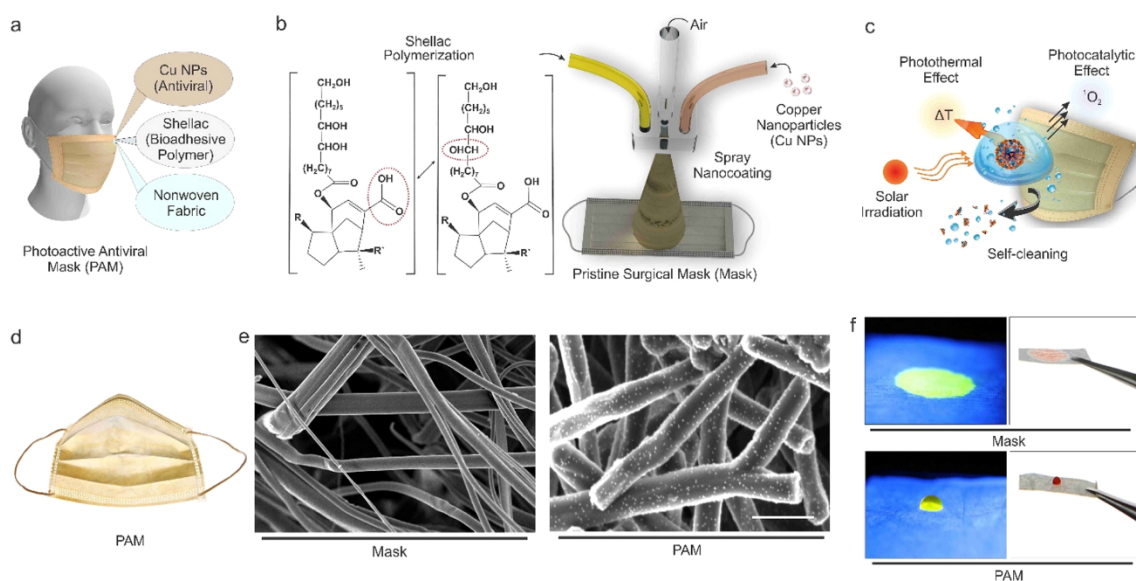 a
Cu NPs
(Antiviral)
Shellac
(Bioadhesive
Polymer)
Nonwoven
Fabric
Photoactive Antiviral
Mask (PAM)
b
Shellac
Polymerization
CH₂OH
(CH₂)₅
CHOH
CHOH
(CH₂)₇
O
O
OH
O
R
R'
CH₂OH
(CH₂)₅
CHOH
OHCH
(CH₂)₇
O
O
OH
O
R
R'
Air
Copper
Nanoparticles
(Cu NPs)
Spray
Nanocoating
Pristine Surgical Mask (Mask)
c
Photothermal
Effect
Photocatalytic
Effect
ΔT
¹O₂
Solar
Irradiation
Self-cleaning
d
PAM
e
Mask
PAM
f
Mask
PAM